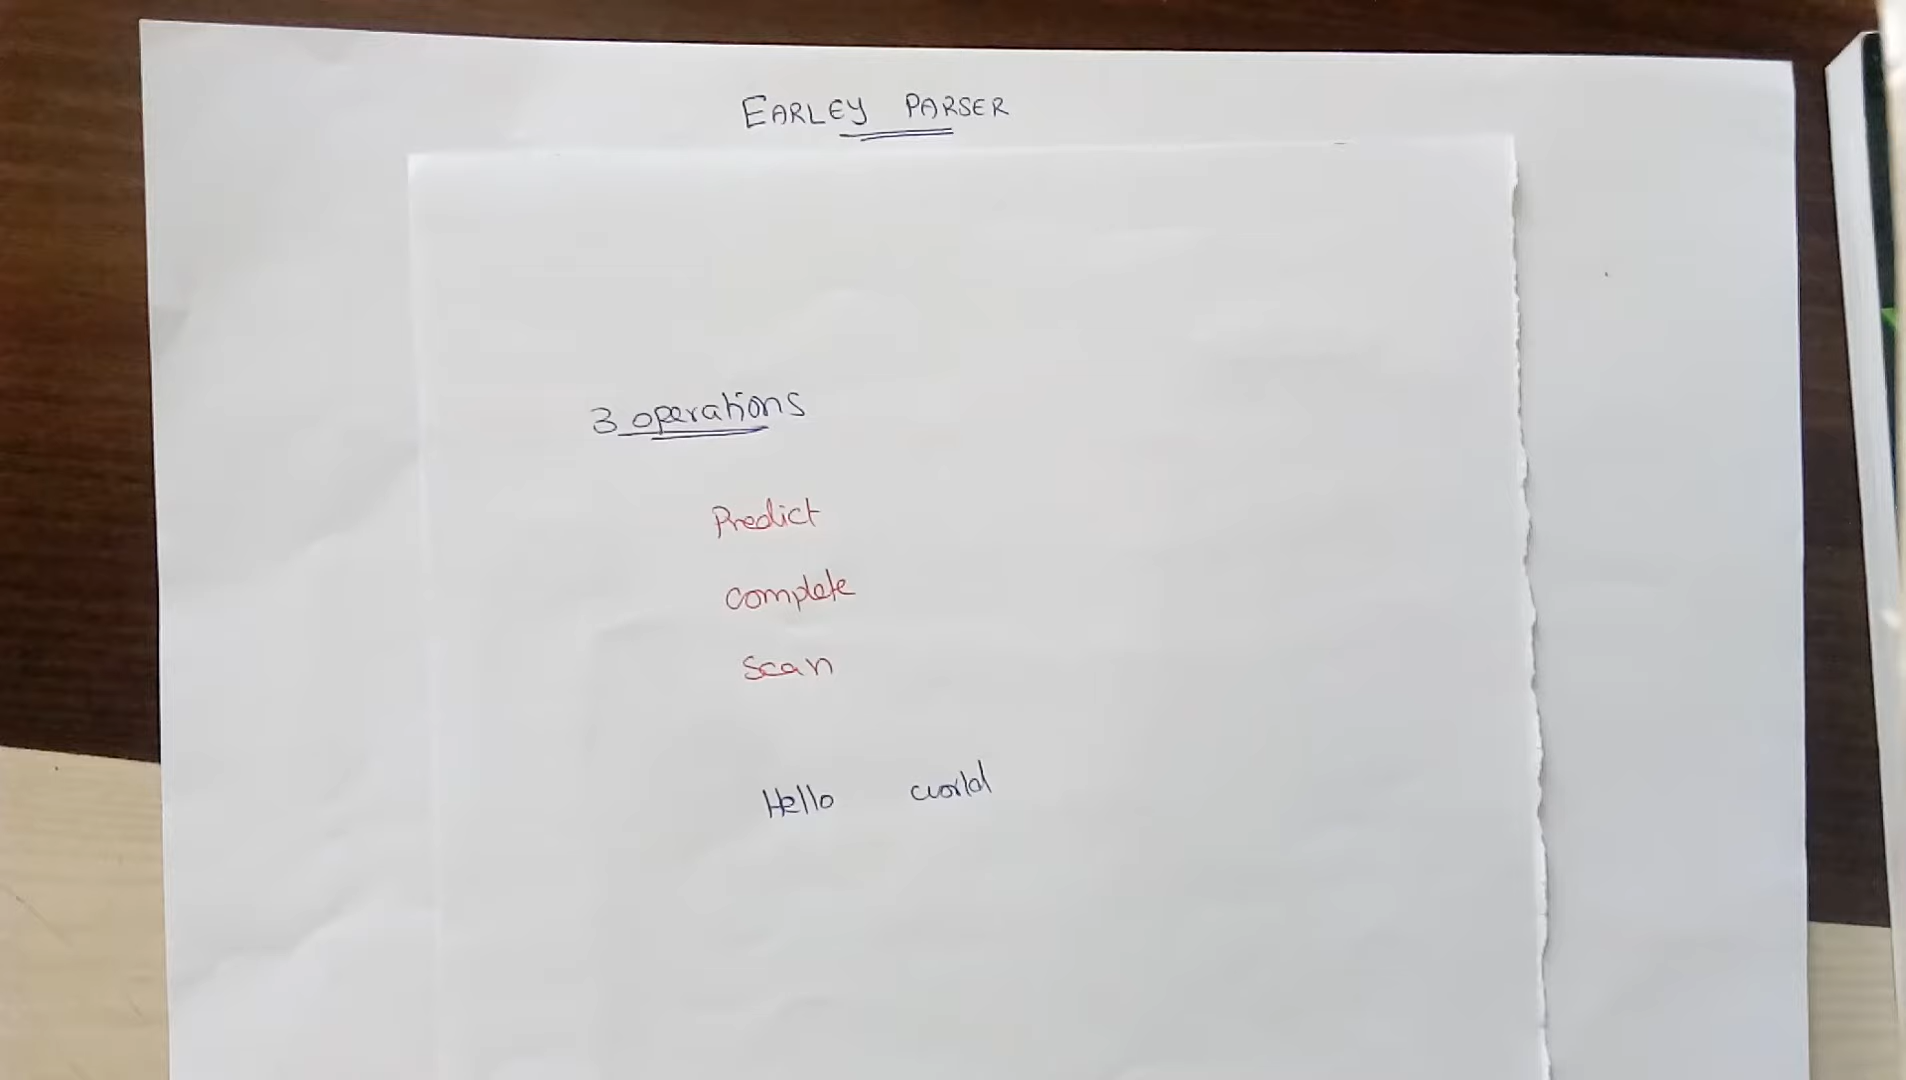 EARLEY PARSER
3 operations
Predict
complete
scan
Hello world